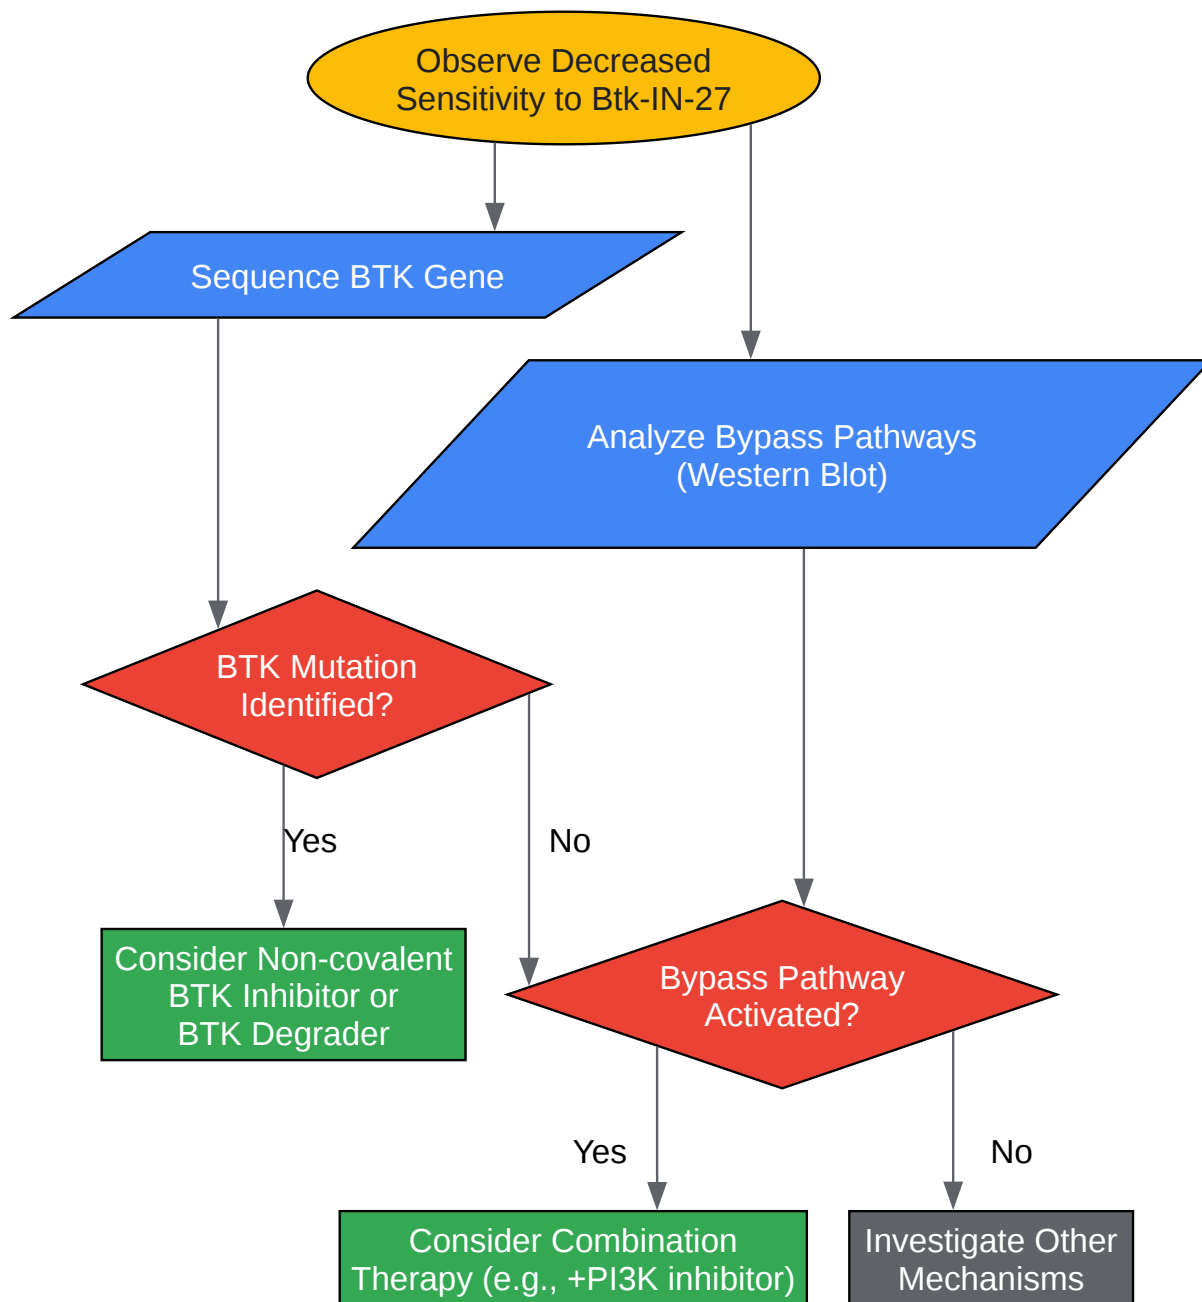 Observe Decreased
Sensitivity to Btk-IN-27
Sequence BTK Gene
Analyze Bypass Pathways
(Western Blot)
BTK Mutation
Identified?
Yes
No
Consider Non-covalent
BTK Inhibitor or
BTK Degrader
Bypass Pathway
Activated?
Yes
No
Consider Combination
Therapy (e.g., +PI3K inhibitor)
Investigate Other
Mechanisms